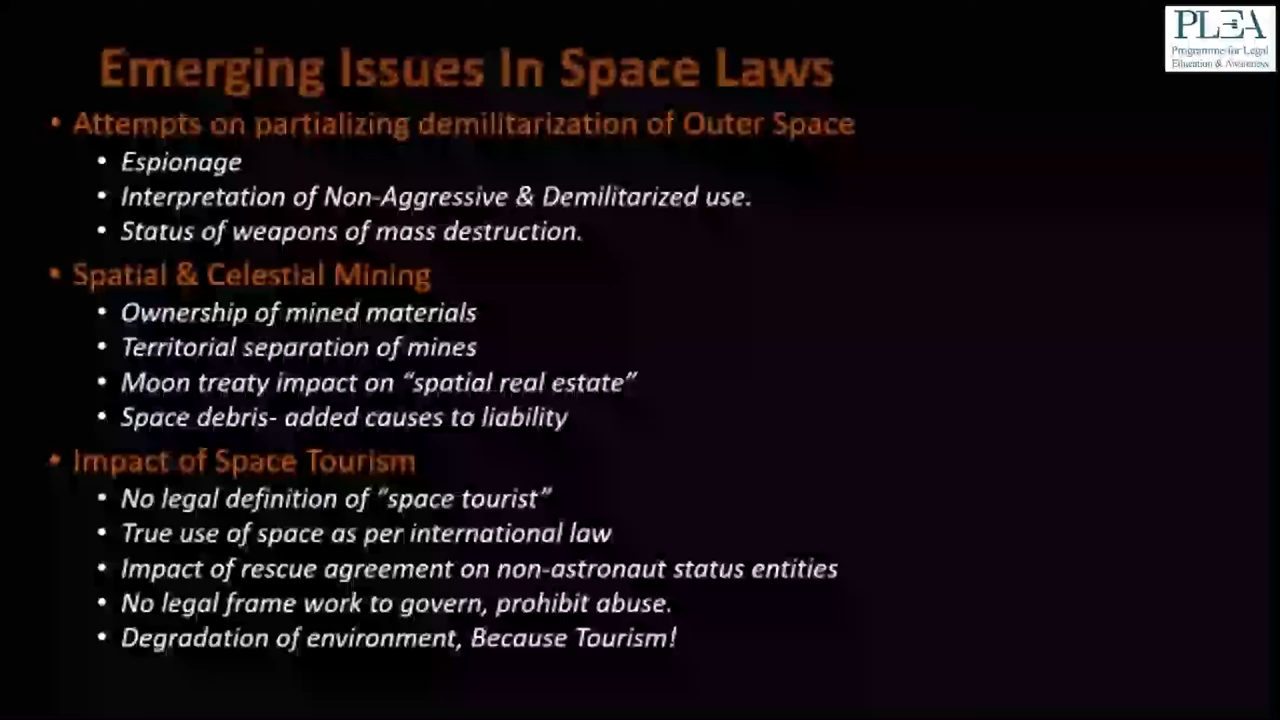 PLEA
Programme for Legal
Education & Awareness
Emerging Issues In Space Laws
• Attempts on partializing demilitarization of Outer Space
• Espionage
• Interpretation of Non-Aggressive & Demilitarized use.
• Status of weapons of mass destruction.
• Spatial & Celestial Mining
• Ownership of mined materials
• Territorial separation of mines
• Moon treaty impact on “spatial real estate”
• Space debris- added causes to liability
• Impact of Space Tourism
• No legal definition of “space tourist”
• True use of space as per international law
• Impact of rescue agreement on non-astronaut status entities
• No legal frame work to govern, prohibit abuse.
• Degradation of environment, Because Tourism!